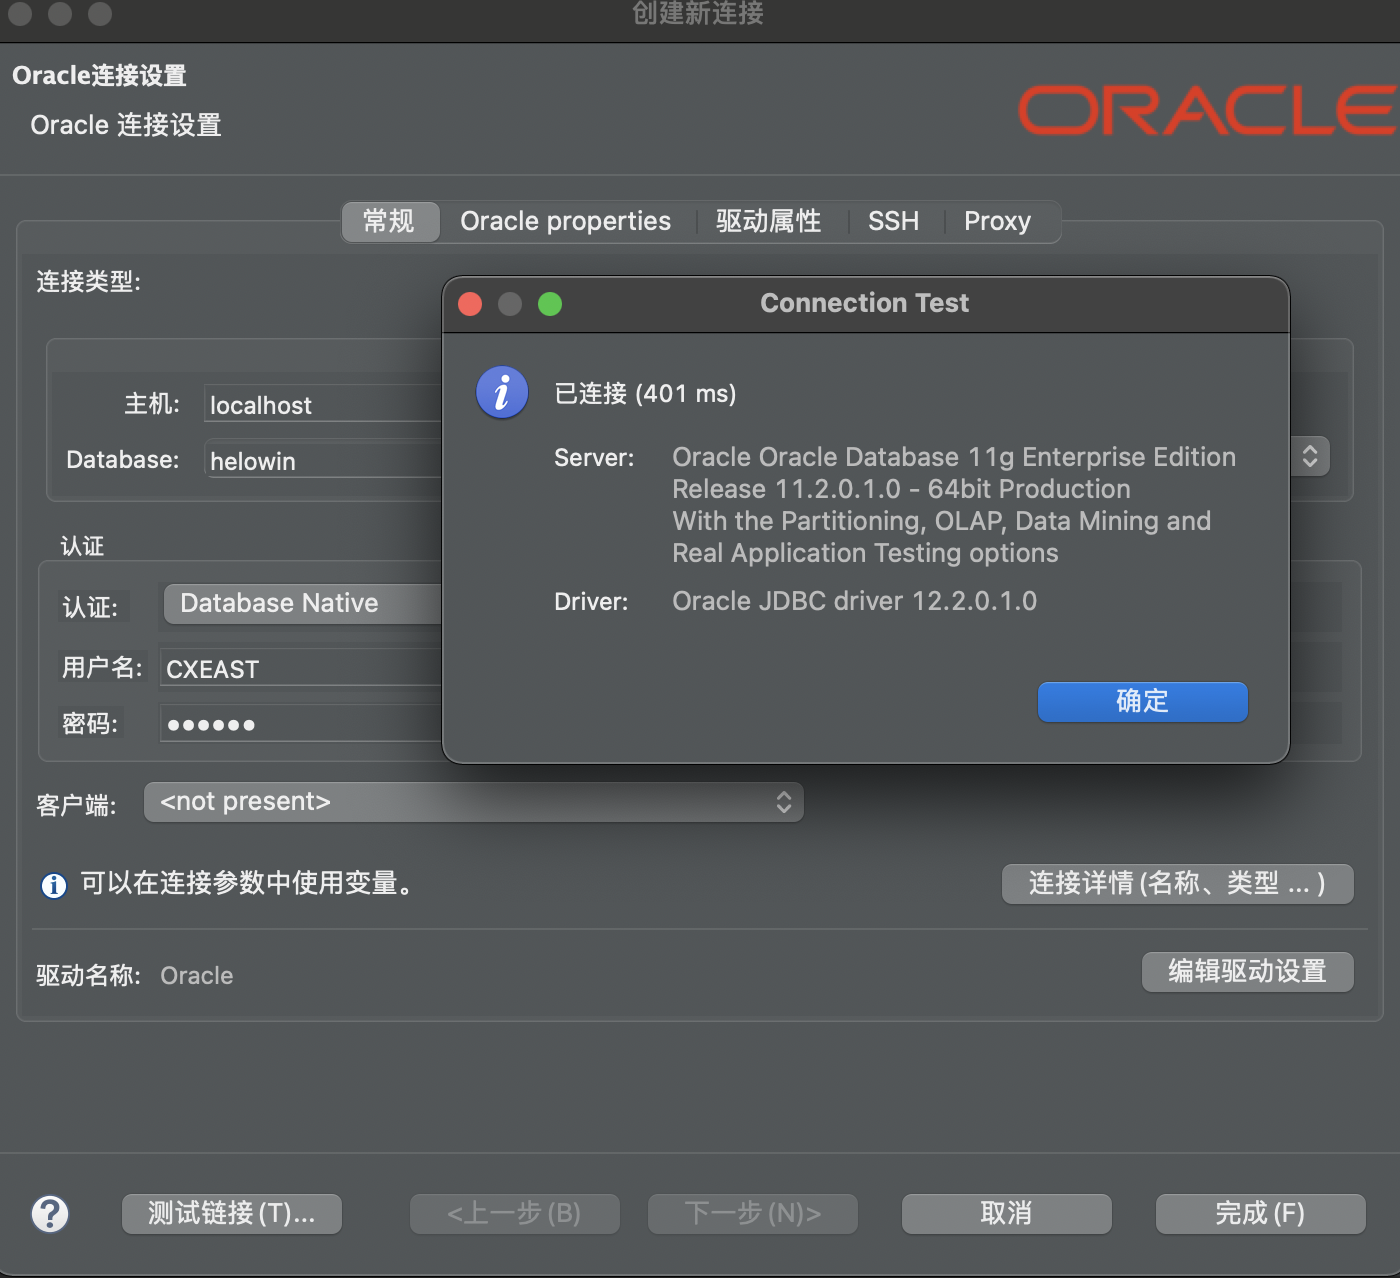 创建新连接
Oracle连接设置
Oracle 连接设置
ORACLE
常规
Oracle properties
驱动属性
SSH
Proxy
连接类型:
Connection Test
已连接 (401 ms)
Server:
Oracle Oracle Database 11g Enterprise Edition
Release 11.2.0.1.0 - 64bit Production
With the Partitioning, OLAP, Data Mining and
Real Application Testing options
Driver:
Oracle JDBC driver 12.2.0.1.0
确定
主机:
localhost
Database:
helowin
认证
认证:
Database Native
用户名:
CXEAST
密码:
●●●●●●
客户端:
<not present>
可以在连接参数中使用变量。
连接详情(名称、类型 ... )
驱动名称:
Oracle
编辑驱动设置
测试链接(T)...
<上一步(B)
下一步(N)>
取消
完成(F)